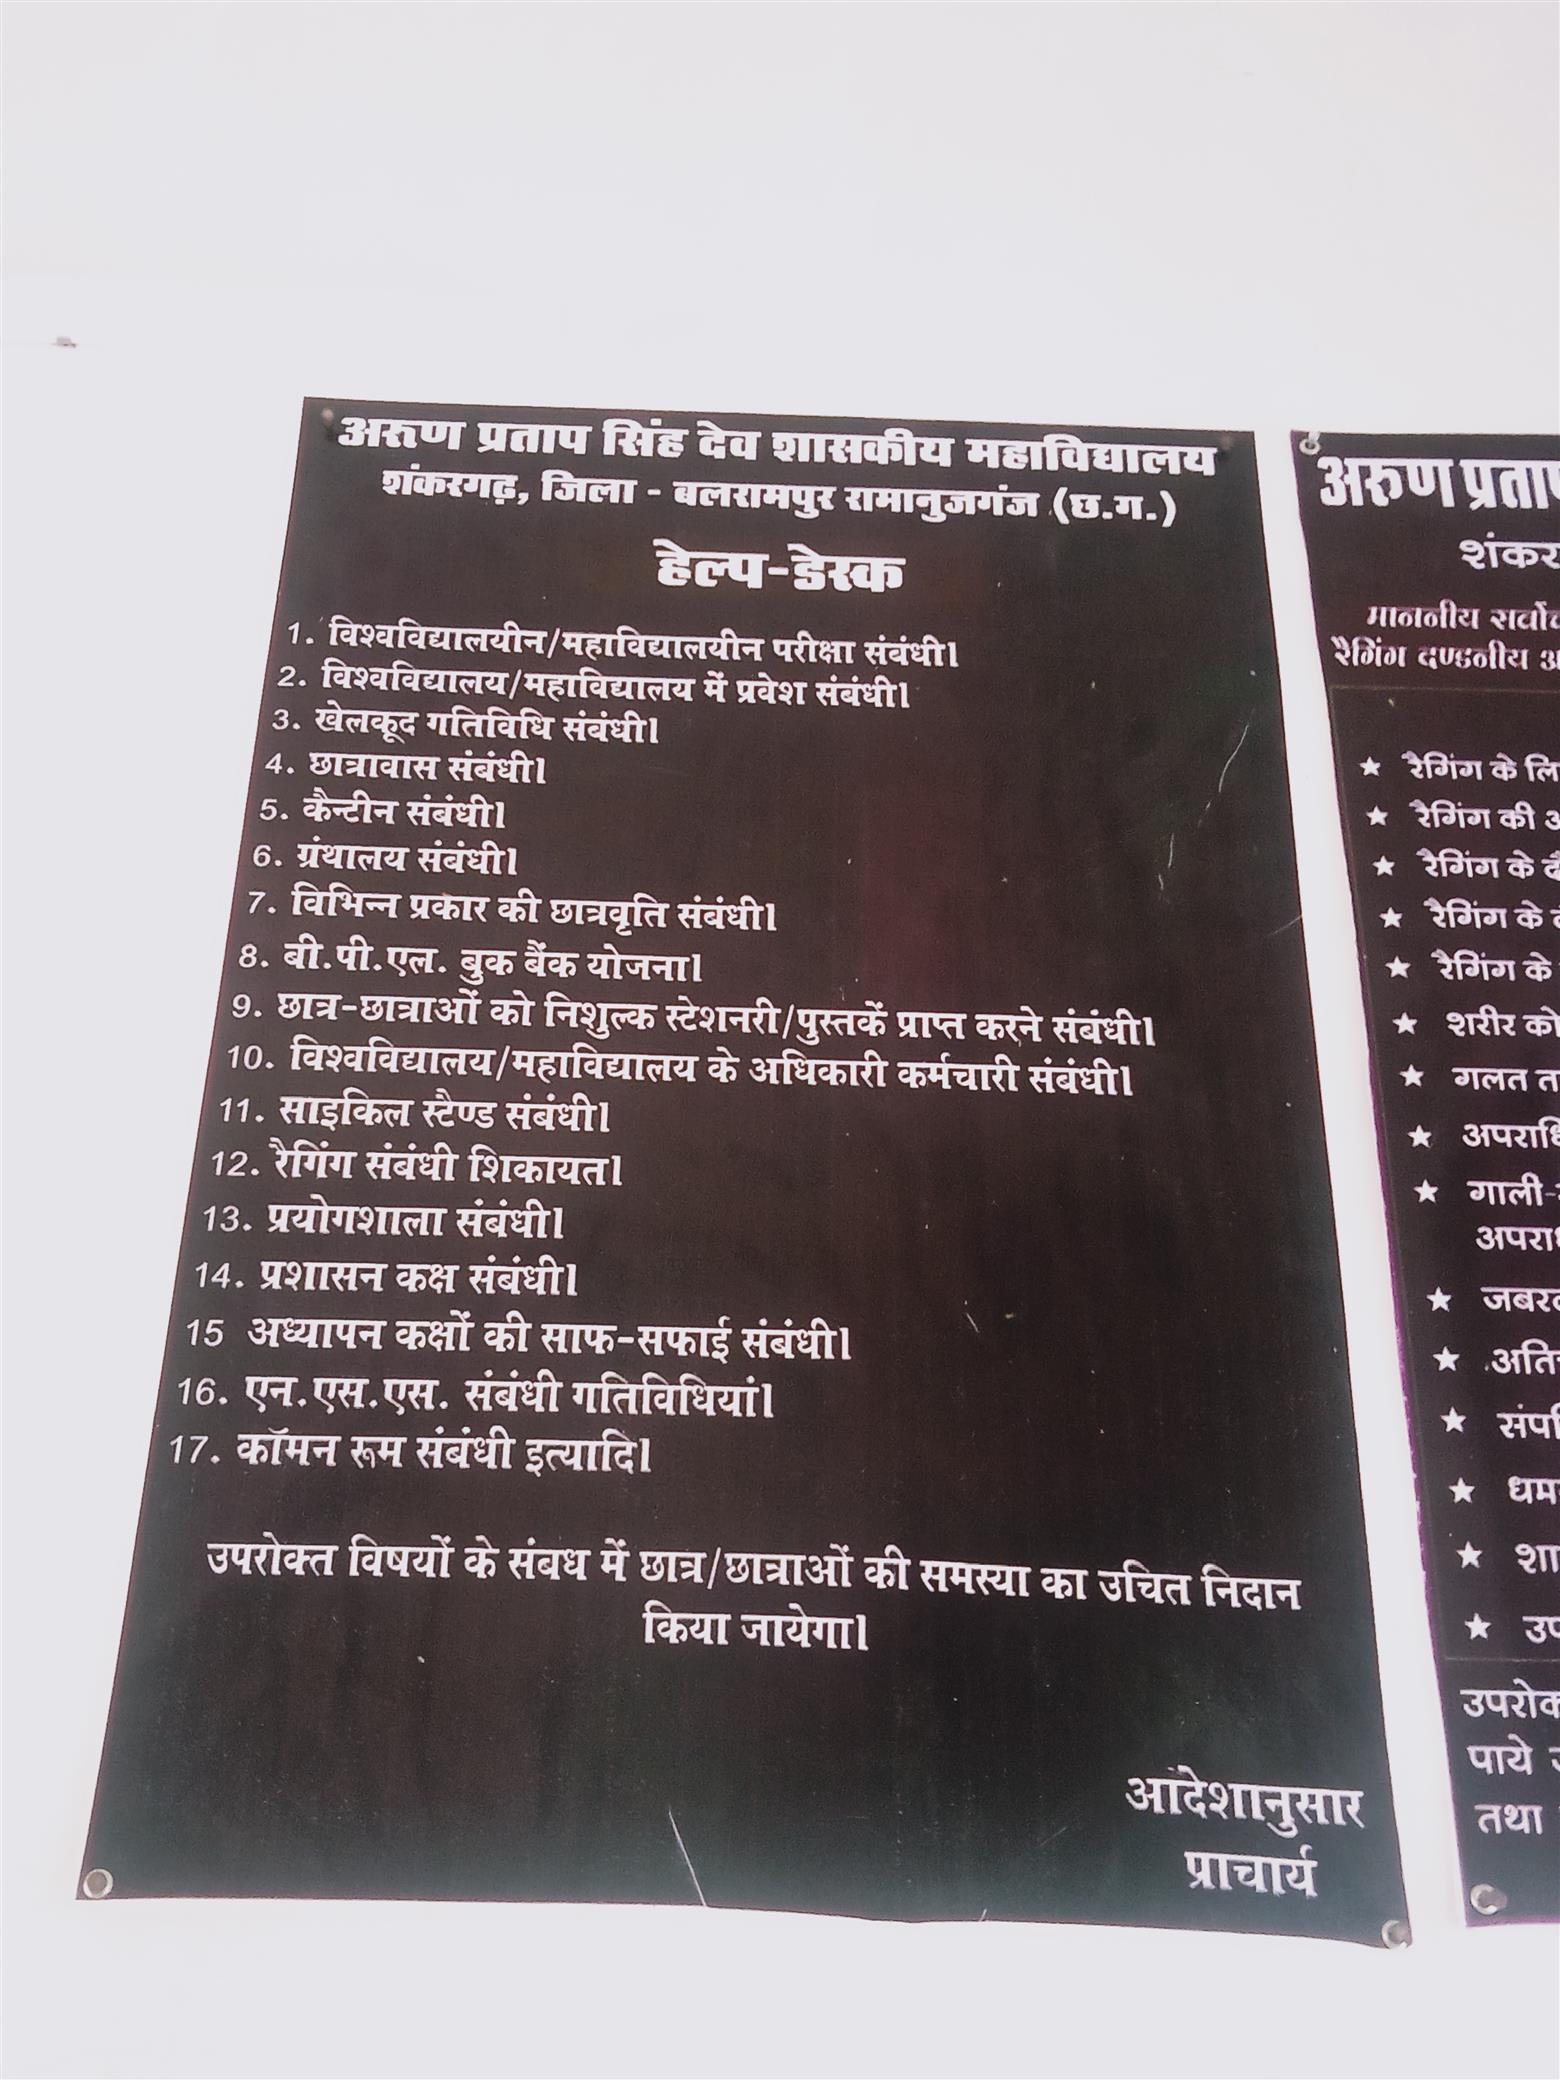 अरुण प्रताप सिंह देव शासकीय महाविद्यालय
शंकरगढ़, जिला - बलरामपुर रामानुजगंज (छ.ग.)
हेल्प-डेस्क
1. विश्वविद्यालयीन/महाविद्यालयीन परीक्षा संबंधी।
2. विश्वविद्यालय/महाविद्यालय में प्रवेश संबंधी।
3. खेलकूद गतिविधि संबंधी।
4. छात्रावास संबंधी।
5. कैन्टीन संबंधी।
6. ग्रंथालय संबंधी।
7. विभिन्न प्रकार की छात्रवृति संबंधी।
8. बी.पी.एल. बुक बैंक योजना।
9. छात्र-छात्राओं को निशुल्क स्टेशनरी/पुस्तकें प्राप्त करने संबंधी।
10. विश्वविद्यालय/महाविद्यालय के अधिकारी कर्मचारी संबंधी।
11. साइकिल स्टैण्ड संबंधी।
12. रैगिंग संबंधी शिकायत।
13. प्रयोगशाला संबंधी।
14. प्रशासन कक्ष संबंधी।
15 अध्यापन कक्षों की साफ-सफाई संबंधी।
16. एन.एस.एस. संबंधी गतिविधियां।
17. कॉमन रूम संबंधी इत्यादि।
उपरोक्त विषयों के संबध में छात्र/छात्राओं की समस्या का उचित निदान
किया जायेगा।
आदेशानुसार
प्राचार्य
अरुण
माननीय
रैगिंग दण्डनीय
★ रैगिंग के
★ रैगिंग की
★ रैगिंग के
★ रैगिंग के
★ रैगिंग के
★ शरीर को
★ गलत
★
★ गाली-
★
★
★
★
★
★
पाये
तथा